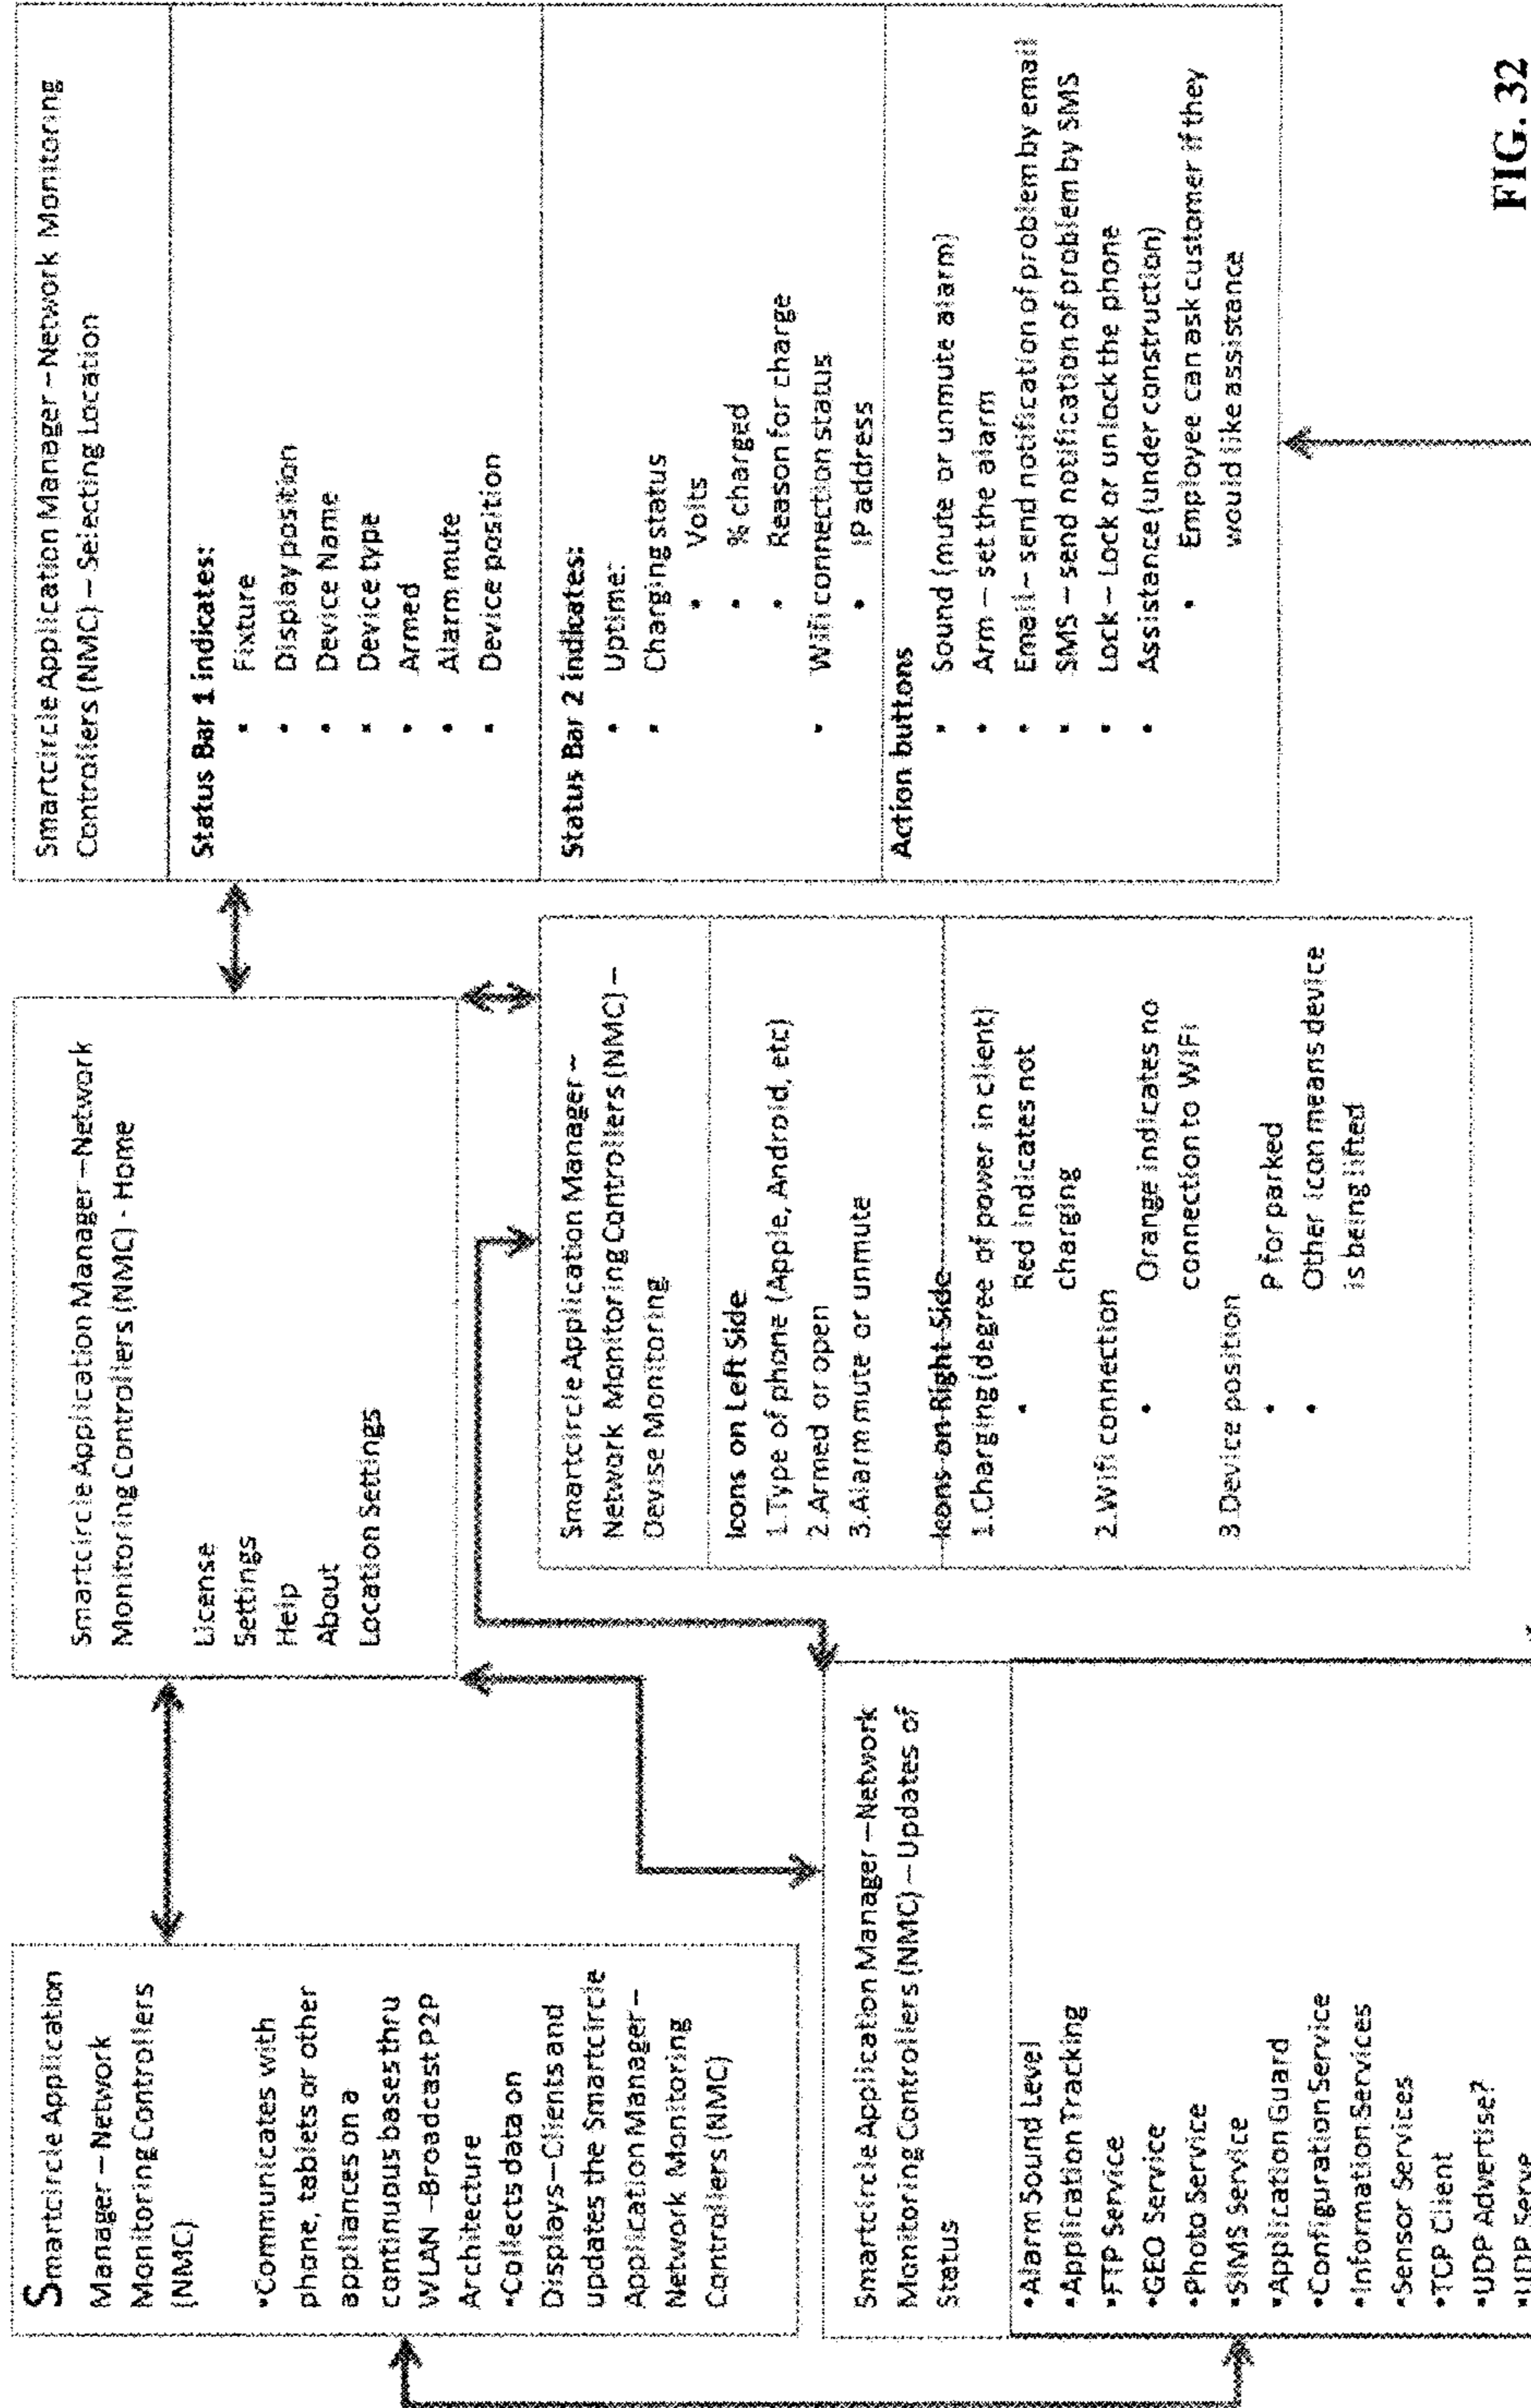 Smartcircle Application
Manager – Network
Monitoring Controllers
(NMC)
•Communicates with
phone, tablets or other
appliances on a
continuous bases thru
WLAN –Broadcast P2P
Architecture
•Collects data on
Displays–Clients and
updates the Smartcircle
Application Manager –
Network Monitoring
Controllers (NMC)
Smartcircle Application Manager –Network
Monitoring Controllers (NMC) - Home
License
Settings
Help
About
Location Settings
Smartcircle Application Manager – Network Monitoring
Controllers (NMC) – Selecting Location
Status Bar 1 indicates:
• Fixture
• Display position
• Device Name
• Device type
• Armed
• Alarm mute
• Device position
Status Bar 2 indicates:
• Uptime:
• Charging status
• Volts
• % charged
• Reason for charge
• Wifi connection status
• IP address
Action buttons
• Sound (mute or unmute alarm)
• Arm – set the alarm
• Email – send notification of problem by email
• SMS – send notification of problem by SMS
• Lock – Lock or unlock the phone
• Assistance (under construction)
• Employee can ask customer if they
would like assistance
Smartcircle Application Manager –
Network Monitoring Controllers (NMC) –
Devise Monitoring
Icons on Left Side
1.Type of phone (Apple, Android, etc)
2.Armed or open
3.Alarm mute or unmute
Icons on Right Side
1.Charging (degree of power in client)
• Red indicates not
charging
2.Wifi connection
• Orange indicates no
connection to WiFi
3.Device position
• P for parked
• Other icon means device
is being lifted
Smartcircle Application Manager –Network
Monitoring Controllers (NMC) – Updates of
Status
•Alarm Sound Level
•Application Tracking
•FTP Service
•GEO Service
•Photo Service
•SIMS Service
•Application Guard
•Configuration Service
•Information Services
•Sensor Services
•TCP Client
•UDP Advertise?
•UDP Serve
FIG. 32